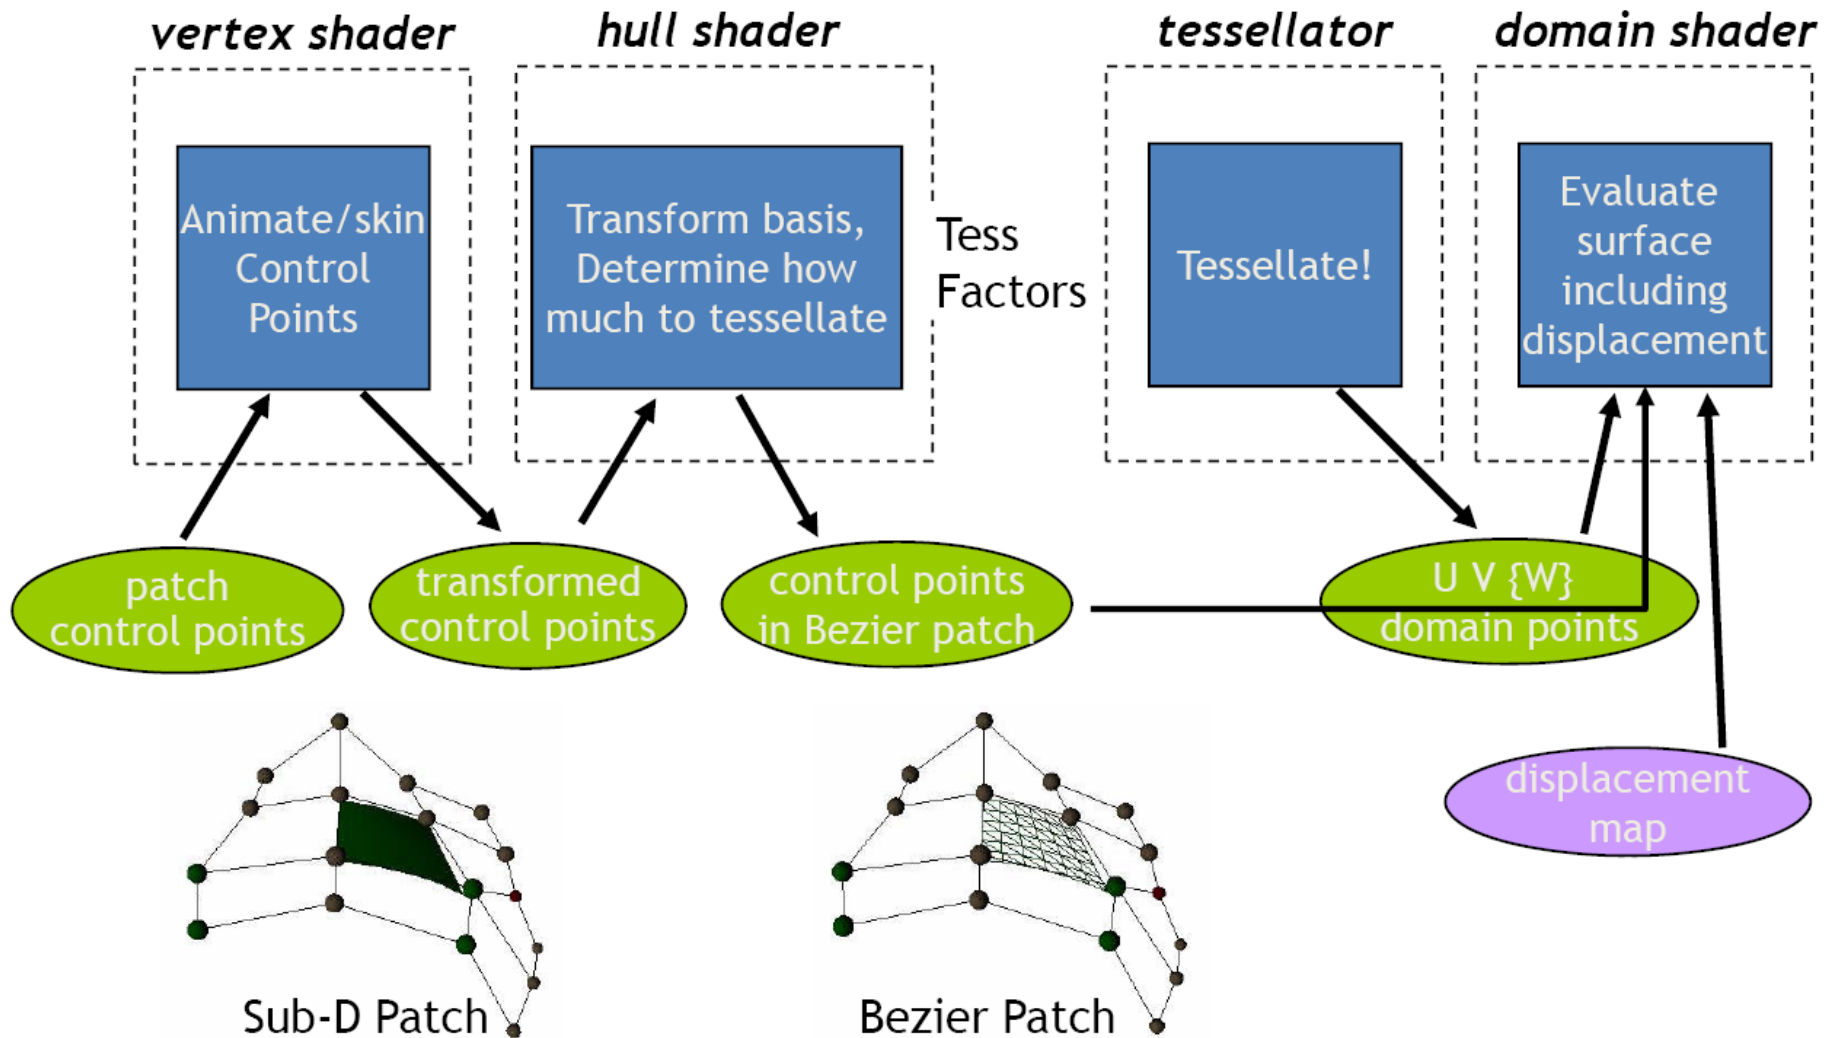 vertex shader
hull shader
tessellator
domain shader
Animate/skin
Control
Points
Transform basis,
Determine how
much to tessellate
Tess
Factors
Tessellate!
Evaluate
surface
including
displacement
patch
control points
transformed
control points
control points
in Bezier patch
U V {W}
domain points
displacement
map
Sub-D Patch
Bezier Patch